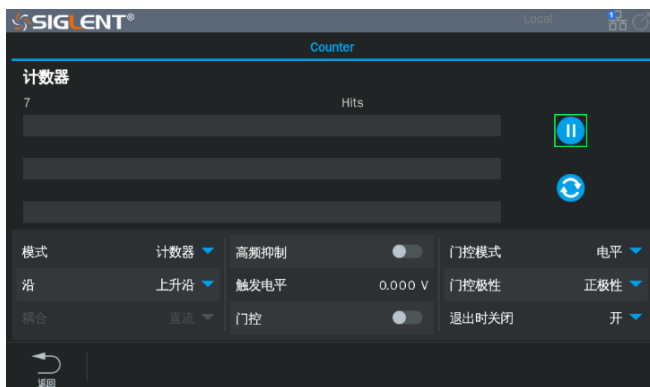 SIGLENT® Local 1
Counter
计数器
7 Hits
模式 计数器 高频抑制 门控模式 电平
沿 上升沿 触发电平 0.000 V 门控极性 正极性
耦合 直流 门控 退出时关闭 开
返回